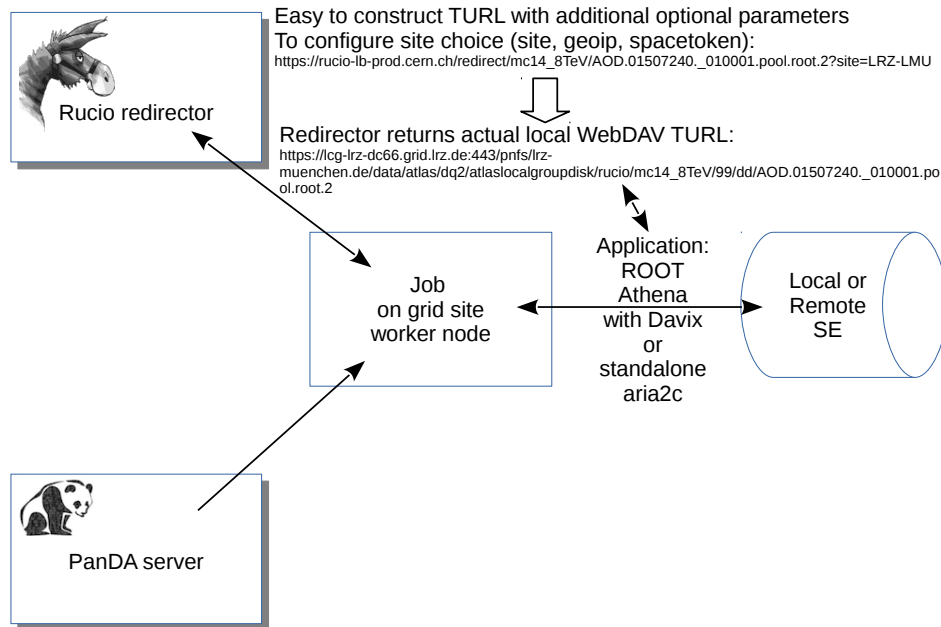 Easy to construct TURL with additional optional parameters
To configure site choice (site, geoip, spacetoken):
https://rucio-lb-prod.cern.ch/redirect/mc14_8TeV/AOD.01507240._010001.pool.root.2?site=LRZ-LMU
Rucio redirector
Redirector returns actual local WebDAV TURL:
https://lcg-lrz-dc66.grid.lrz.de:443/pnfs/lrz-
muenchen.de/data/atlas/dq2/atlaslocalgroupdisk/rucio/mc14_8TeV/99/dd/AOD.01507240._010001.po
ol.root.2
Job
on grid site
worker node
Application:
ROOT
Athena
with Davix
or
standalone
aria2c
Local or
Remote
SE
PanDA server